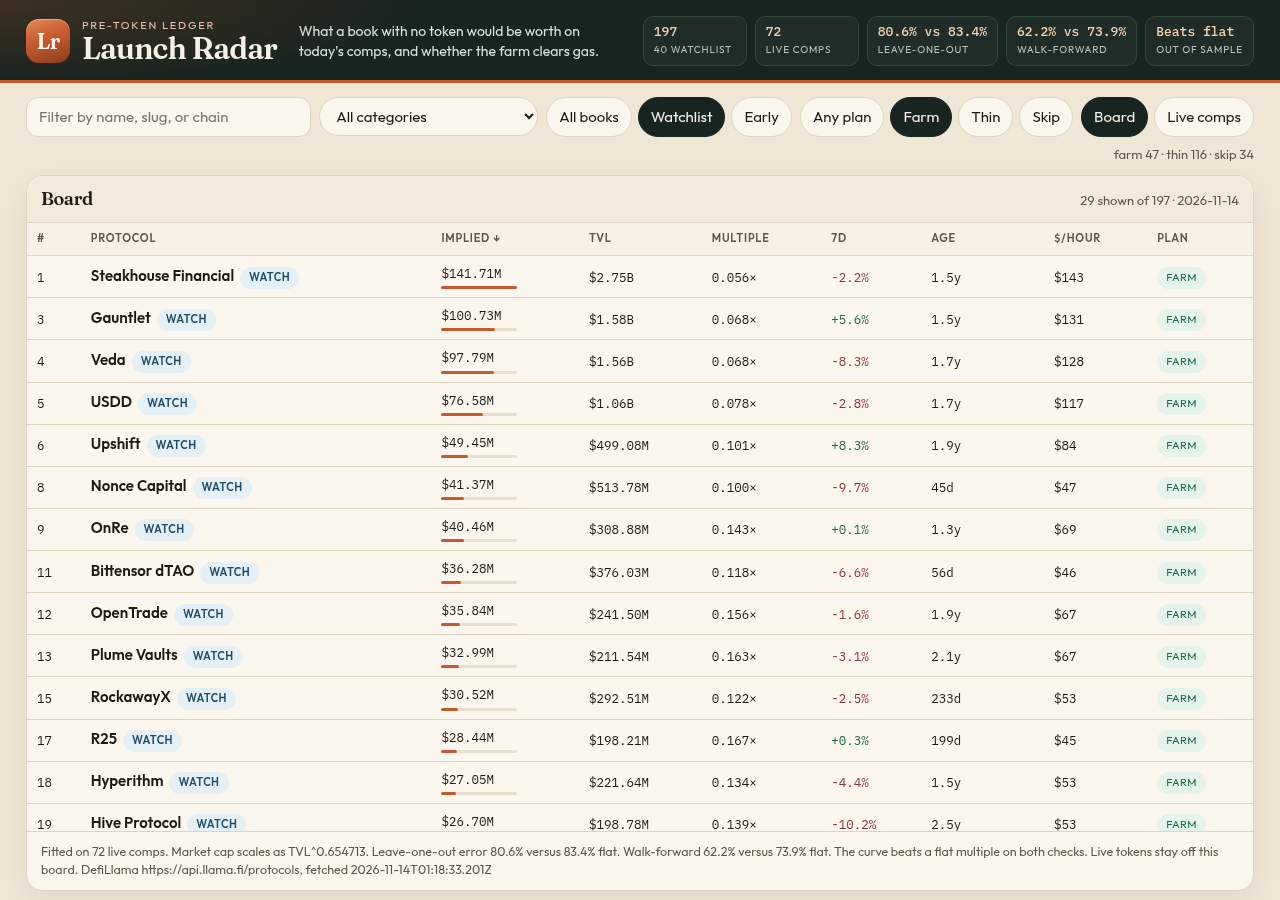 Lr
PRE-TOKEN LEDGER
Launch Radar
What a book with no token would be worth on
today's comps, and whether the farm clears gas.
197
40 WATCHLIST
72
LIVE COMPS
80.6% vs 83.4%
LEAVE-ONE-OUT
62.2% vs 73.9%
WALK-FORWARD
Beats flat
OUT OF SAMPLE
Filter by name, slug, or chain
All categories
All books
Watchlist
Early
Any plan
Farm
Thin
Skip
Board
Live comps
farm 47 · thin 116 · skip 34
Board
29 shown of 197 · 2026-11-14
# PROTOCOL IMPLIED ↓ TVL MULTIPLE 7D AGE $/HOUR PLAN
1 Steakhouse Financial WATCH $141.71M $2.75B 0.056× -2.2% 1.5y $143 FARM
3 Gauntlet WATCH $100.73M $1.58B 0.068× +5.6% 1.5y $131 FARM
4 Veda WATCH $97.79M $1.56B 0.068× -8.3% 1.7y $128 FARM
5 USDD WATCH $76.58M $1.06B 0.078× -2.8% 1.7y $117 FARM
6 Upshift WATCH $49.45M $499.08M 0.101× +8.3% 1.9y $84 FARM
8 Nonce Capital WATCH $41.37M $513.78M 0.100× -9.7% 45d $47 FARM
9 OnRe WATCH $40.46M $308.88M 0.143× +0.1% 1.3y $69 FARM
11 Bittensor dTAO WATCH $36.28M $376.03M 0.118× -6.6% 56d $46 FARM
12 OpenTrade WATCH $35.84M $241.50M 0.156× -1.6% 1.9y $67 FARM
13 Plume Vaults WATCH $32.99M $211.54M 0.163× -3.1% 2.1y $67 FARM
15 RockawayX WATCH $30.52M $292.51M 0.122× -2.5% 233d $53 FARM
17 R25 WATCH $28.44M $198.21M 0.167× +0.3% 199d $45 FARM
18 Hyperithm WATCH $27.05M $221.64M 0.134× -4.4% 1.5y $53 FARM
19 Hive Protocol WATCH $26.70M $198.78M 0.139× -10.2% 2.5y $53 FARM
Fitted on 72 live comps. Market cap scales as TVL^0.654713. Leave-one-out error 80.6% versus 83.4% flat. Walk-forward 62.2% versus 73.9% flat. The curve beats a flat multiple on both checks. Live tokens stay off this
board. DefiLlama https://api.llama.fi/protocols, fetched 2026-11-14T01:18:33.201Z